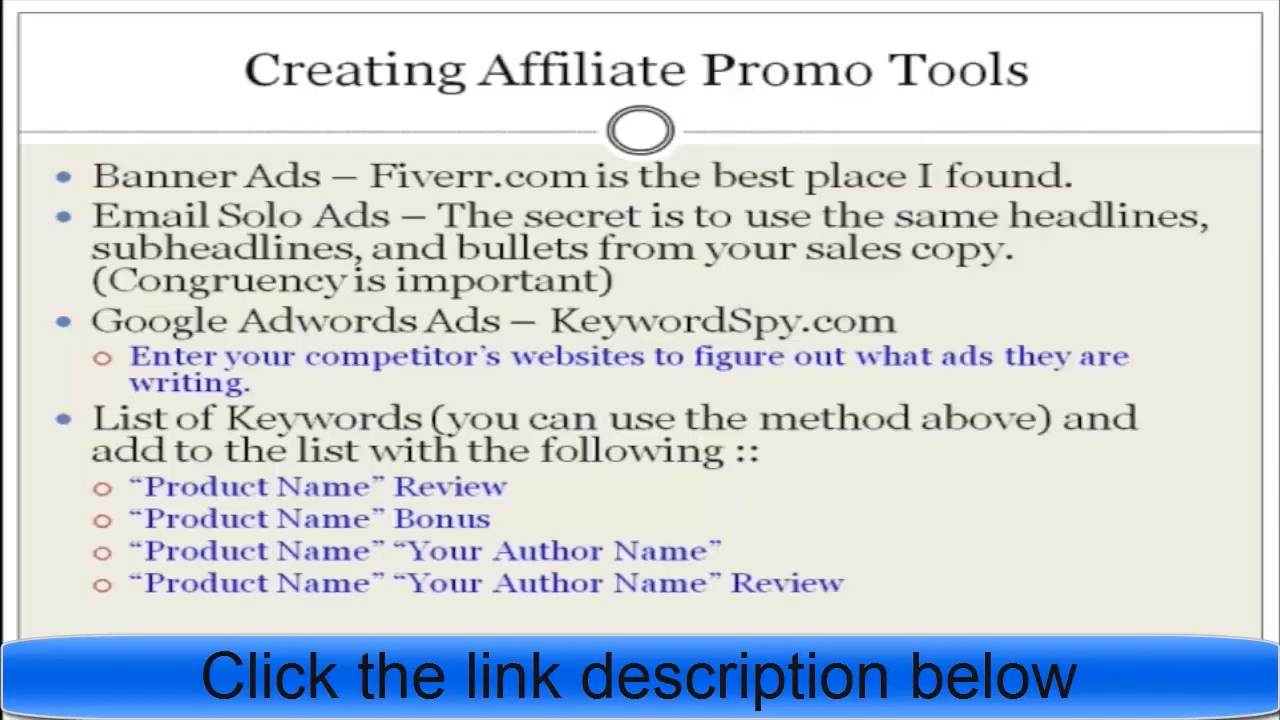 Creating Affiliate Promo Tools
Banner Ads – Fiverr.com is the best place I found.
Email Solo Ads – The secret is to use the same headlines,
subheadlines, and bullets from your sales copy.
(Congruency is important)
Google Adwords Ads – KeywordSpy.com
Enter your competitor’s websites to figure out what ads they are
writing.
List of Keywords (you can use the method above) and
add to the list with the following ::
“Product Name” Review
“Product Name” Bonus
“Product Name” “Your Author Name”
“Product Name” “Your Author Name” Review
Click the link description below